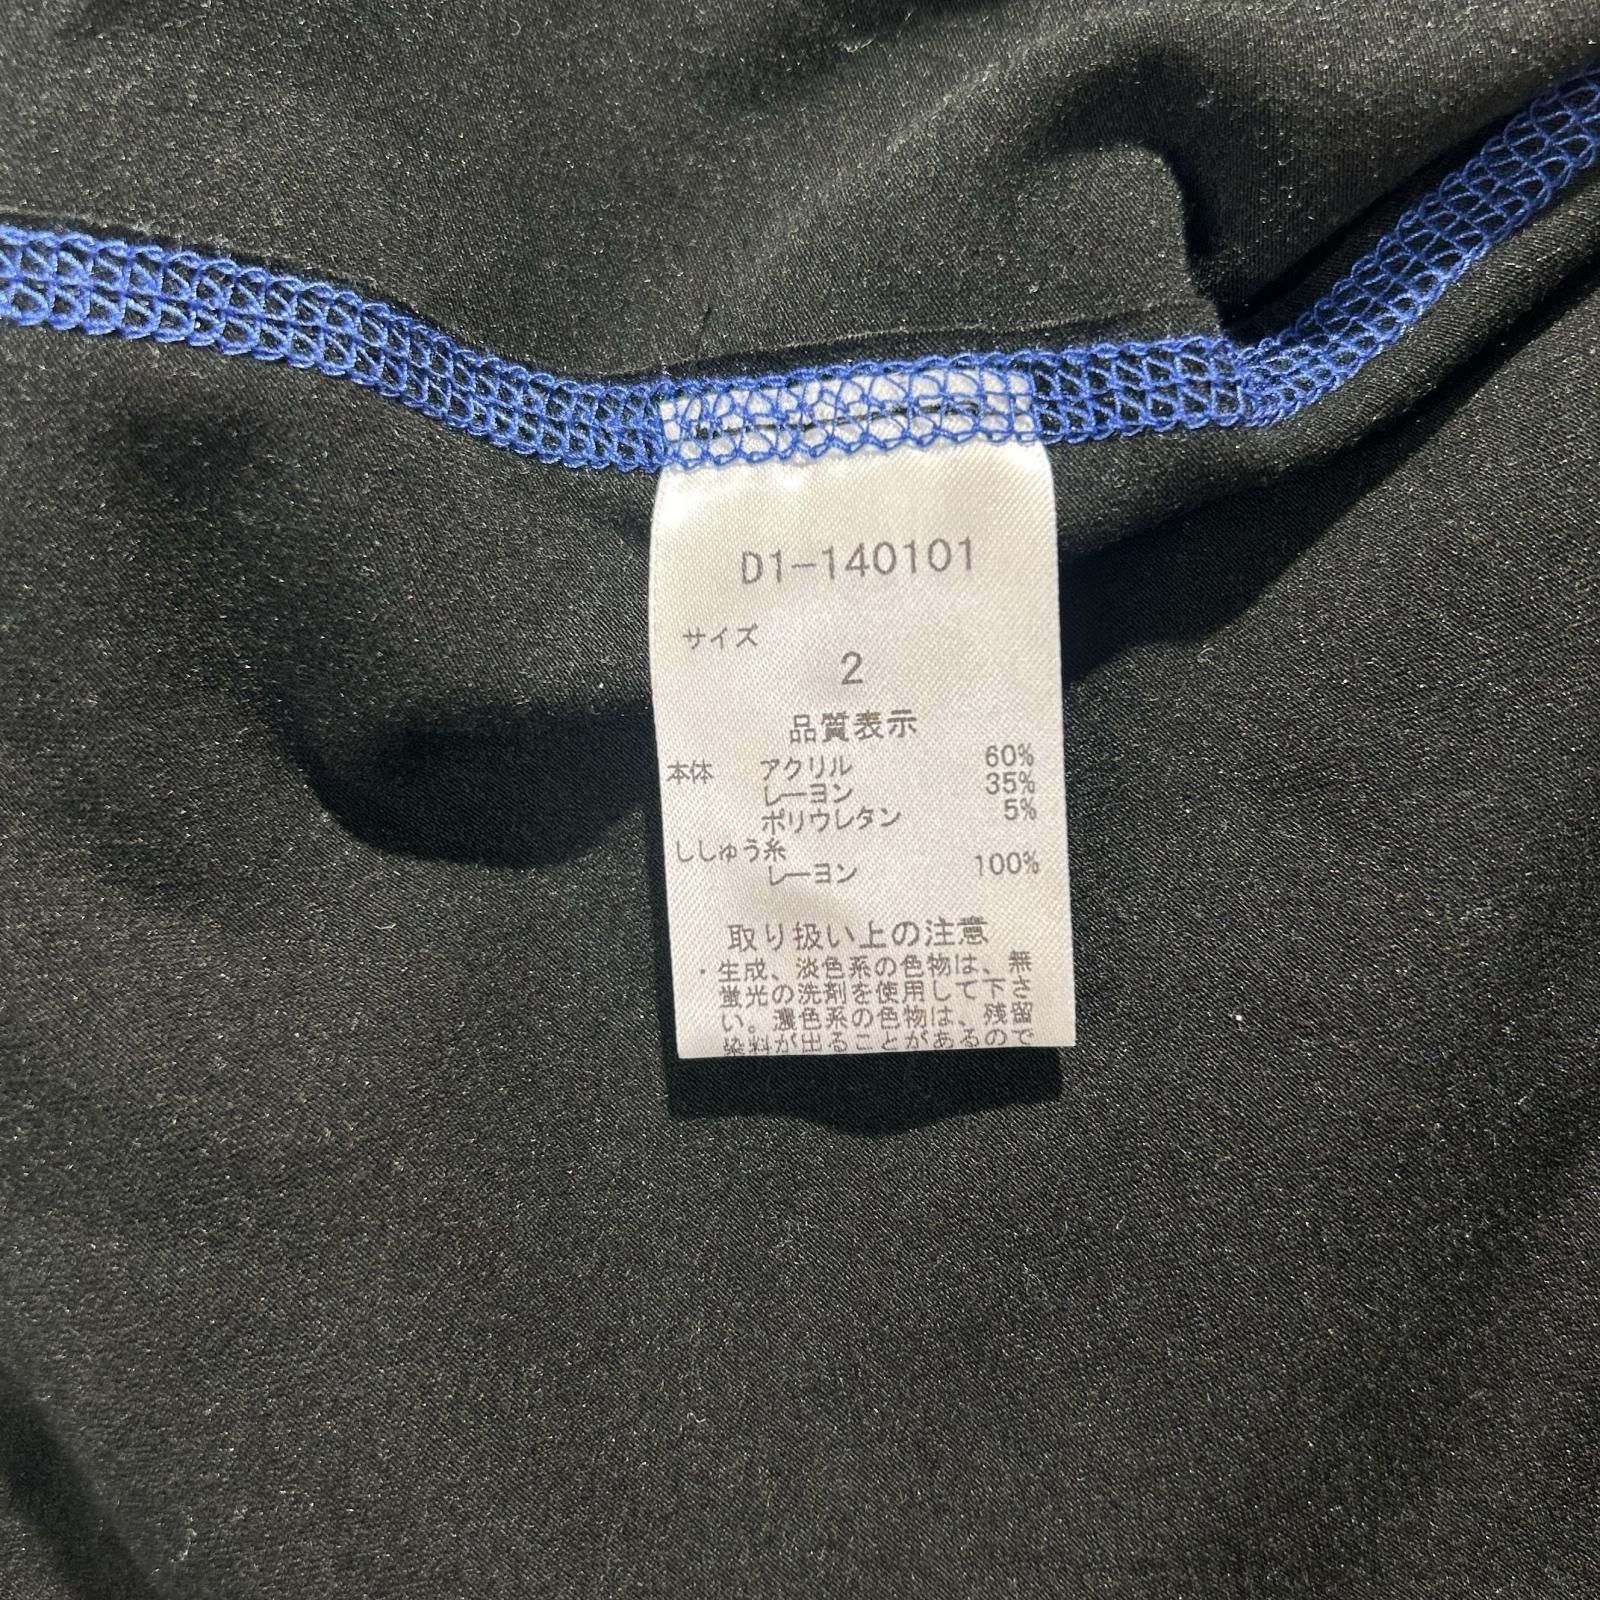 D1-140101
サイズ
2
品質表示
本体 アクリル 60%
レーヨン 35%
ポリウレタン 5%
ししゅう糸
レーヨン 100%
取り扱い上の注意
・生成、淡色系の色物は、無
蛍光の洗剤を使用して下さ
い。濃色系の色物は、残留
染料が出ることがあるので